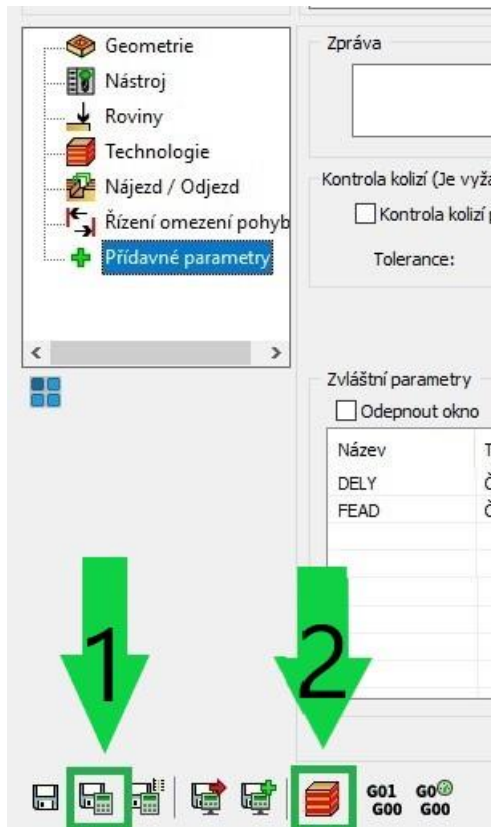 Geometrie
Nástroj
Roviny
Technologie
Nájezd / Odjezd
Řízení omezení pohyb
Přídavné parametry
Zpráva
Kontrola kolizí (Je vyža
Kontrola kolizí p
Tolerance:
Zvláštní parametry
Odepnout okno
Název T
DELY Č
FEAD Č
1 2
G01 G0
G00 G00